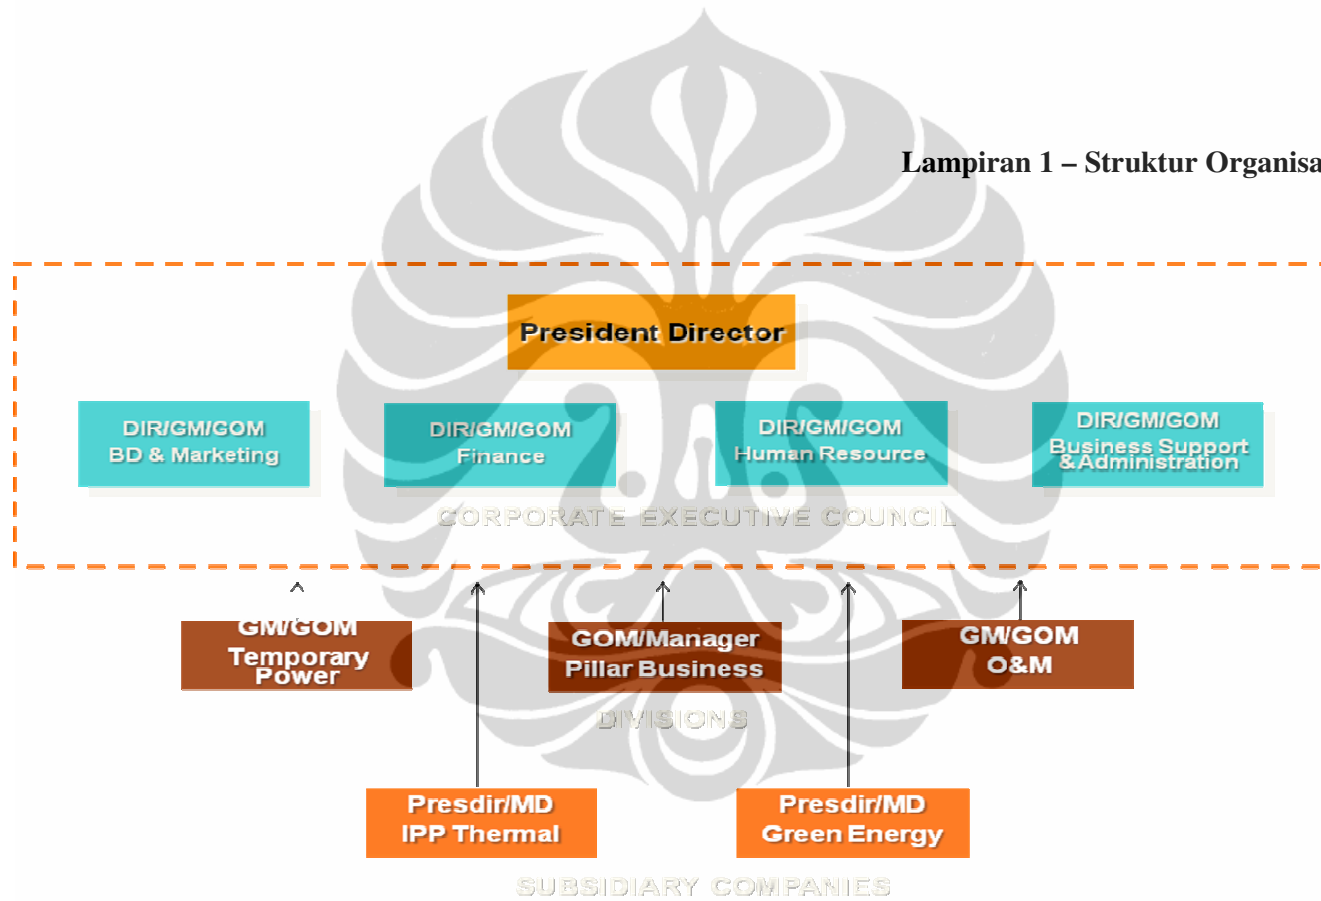 Lampiran 1 – Struktur Organisa
President Director
DIR/GM/GOM
BD & Marketing
DIR/GM/GOM
Finance
DIR/GM/GOM
Human Resource
DIR/GM/GOM
Business Support
&Administration
CORPORATE EXECUTIVE COUNCIL
GM/GOM
Temporary
Power
GOM/Manager
Pillar Business
GM/GOM
O&M
DIVISIONS
Presdir/MD
IPP Thermal
Presdir/MD
Green Energy
SUBSIDIARY COMPANIES